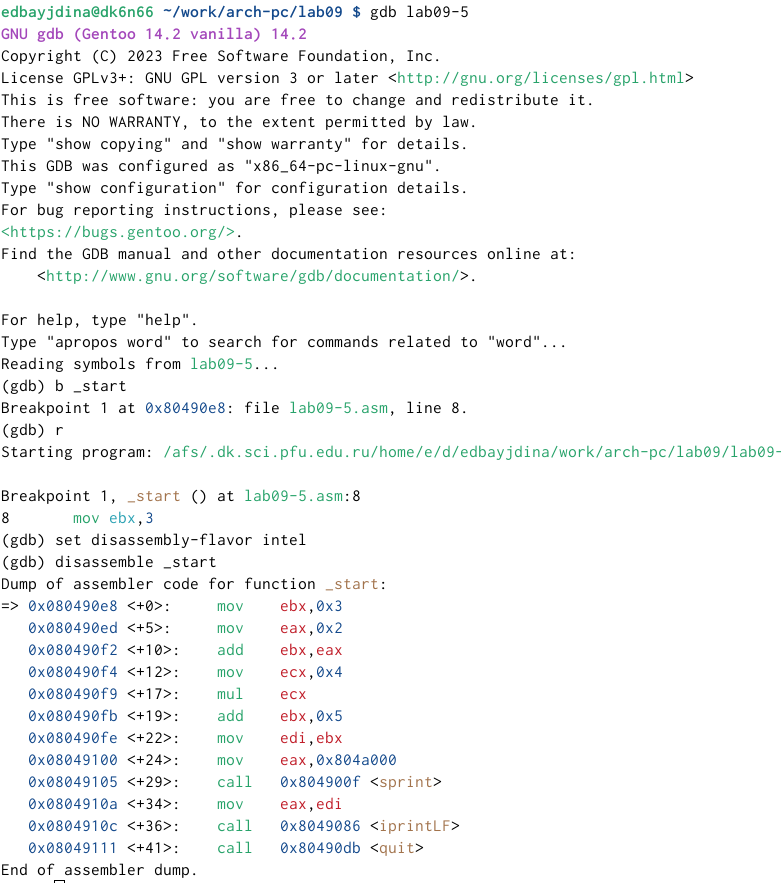 edbayjdina@dk6n66 ~/work/arch-pc/lab09 $ gdb lab09-5
GNU gdb (Gentoo 14.2 vanilla) 14.2
Copyright (C) 2023 Free Software Foundation, Inc.
License GPLv3+: GNU GPL version 3 or later <http://gnu.org/licenses/gpl.html>
This is free software: you are free to change and redistribute it.
There is NO WARRANTY, to the extent permitted by law.
Type "show copying" and "show warranty" for details.
This GDB was configured as "x86_64-pc-linux-gnu".
Type "show configuration" for configuration details.
For bug reporting instructions, please see:
<https://bugs.gentoo.org/>.
Find the GDB manual and other documentation resources online at:
    <http://www.gnu.org/software/gdb/documentation/>.

For help, type "help".
Type "apropos word" to search for commands related to "word"...
Reading symbols from lab09-5...
(gdb) b _start
Breakpoint 1 at 0x80490e8: file lab09-5.asm, line 8.
(gdb) r
Starting program: /afs/.dk.sci.pfu.edu.ru/home/e/d/edbayjdina/work/arch-pc/lab09/lab09-

Breakpoint 1, _start () at lab09-5.asm:8
8       mov ebx,3
(gdb) set disassembly-flavor intel
(gdb) disassemble _start
Dump of assembler code for function _start:
=> 0x080490e8 <+0>:     mov    ebx,0x3
   0x080490ed <+5>:     mov    eax,0x2
   0x080490f2 <+10>:    add    ebx,eax
   0x080490f4 <+12>:    mov    ecx,0x4
   0x080490f9 <+17>:    mul    ecx
   0x080490fb <+19>:    add    ebx,0x5
   0x080490fe <+22>:    mov    edi,ebx
   0x08049100 <+24>:    mov    eax,0x804a000
   0x08049105 <+29>:    call   0x804900f <sprint>
   0x0804910a <+34>:    mov    eax,edi
   0x0804910c <+36>:    call   0x8049086 <iprintLF>
   0x08049111 <+41>:    call   0x80490db <quit>
End of assembler dump.